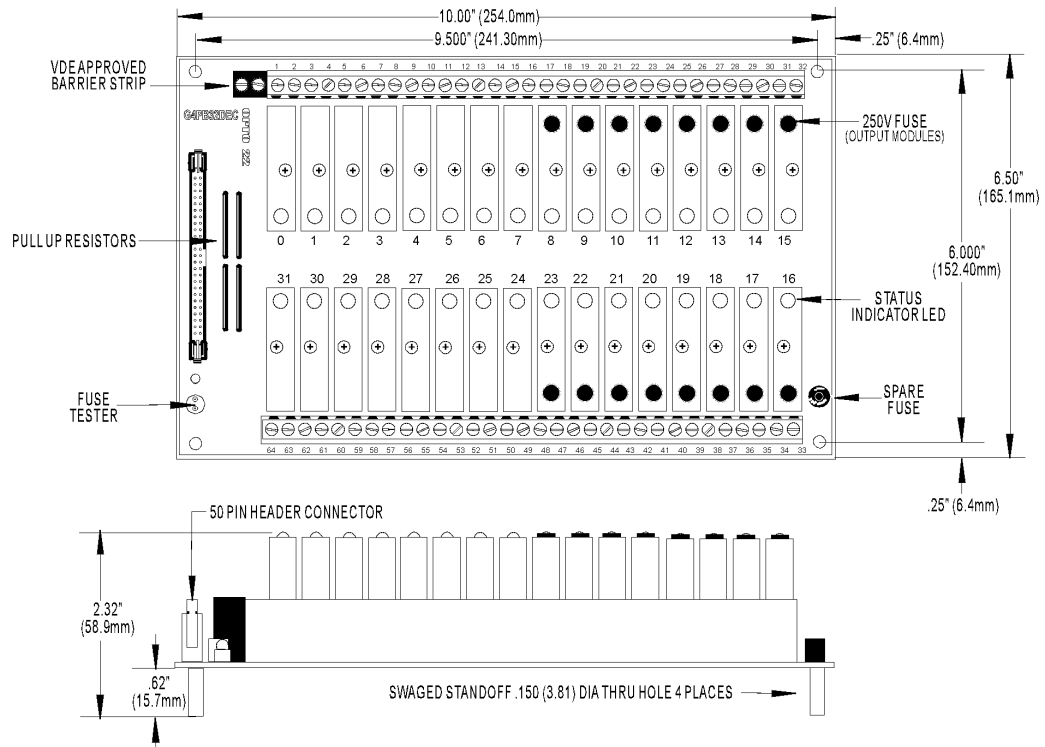 10.00" (254.0mm)
9.500" (241.30mm)
.25" (6.4mm)
VDEAPPROVED
BARRIER STRIP
1 2 3 4 5 6 7 8 9 10 11 12 13 14 15 16 17 18 19 20 21 22 23 24 25 26 27 28 29 30 31 32
G4PB32DEC
OPTO 22
250V FUSE
(OUTPUT MODULES)
6.50"
(165.1mm)
PULL UP RESISTORS
0 1 2 3 4 5 6 7 8 9 10 11 12 13 14 15
6.000"
(152.40mm)
31 30 29 28 27 26 25 24 23 22 21 20 19 18 17 16
STATUS
INDICATOR LED
FUSE
TESTER
SPARE
FUSE
64 63 62 61 60 59 58 57 56 55 54 53 52 51 50 49 48 47 46 45 44 43 42 41 40 39 38 37 36 35 34 33
.25" (6.4mm)
50 PIN HEADER CONNECTOR
2.32"
(58.9mm)
.62"
(15.7mm)
SWAGED STANDOFF .150 (3.81) DIA THRU HOLE 4 PLACES